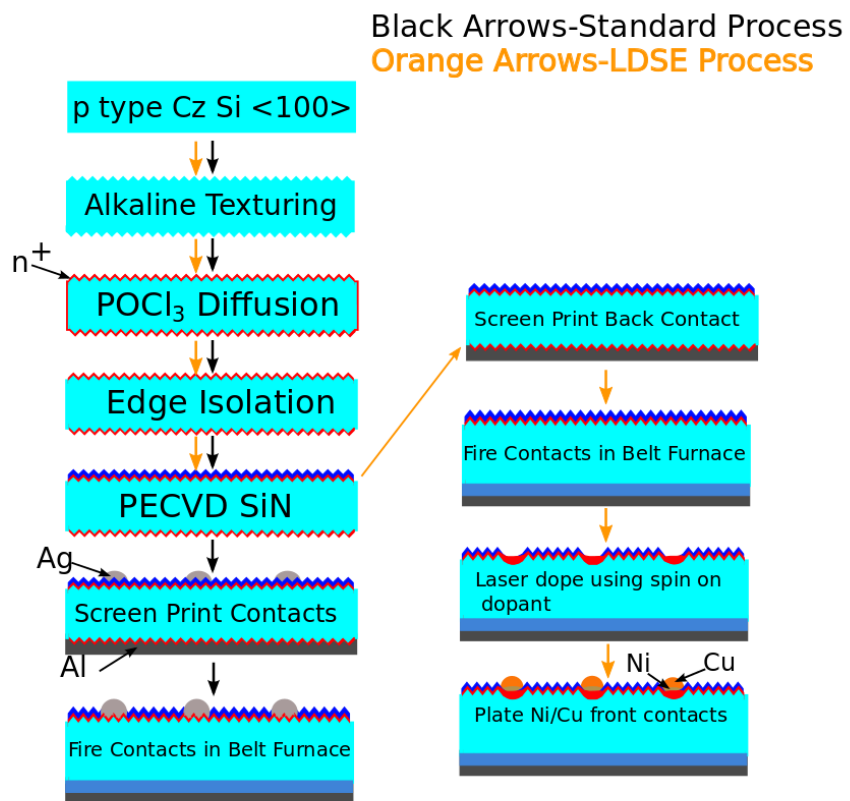 Black Arrows-Standard Process
Orange Arrows-LDSE Process
p type Cz Si <100>
Alkaline Texturing
n+
POCl3 Diffusion
Edge Isolation
PECVD SiN
Ag
Screen Print Contacts
Al
Fire Contacts in Belt Furnace
Screen Print Back Contact
Fire Contacts in Belt Furnace
Laser dope using spin on
dopant
Ni
Cu
Plate Ni/Cu front contacts